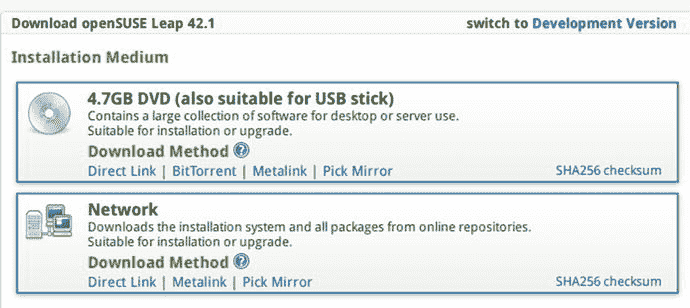 Download openSUSE Leap 42.1 switch to Development Version
Installation Medium
4.7GB DVD (also suitable for USB stick)
Contains a large collection of software for desktop or server use.
Suitable for installation or upgrade.
Download Method ?
Direct Link | BitTorrent | Metalink | Pick Mirror SHA256 checksum
Network
Downloads the installation system and all packages from online repositories.
Suitable for installation or upgrade.
Download Method ?
Direct Link | Metalink | Pick Mirror SHA256 checksum